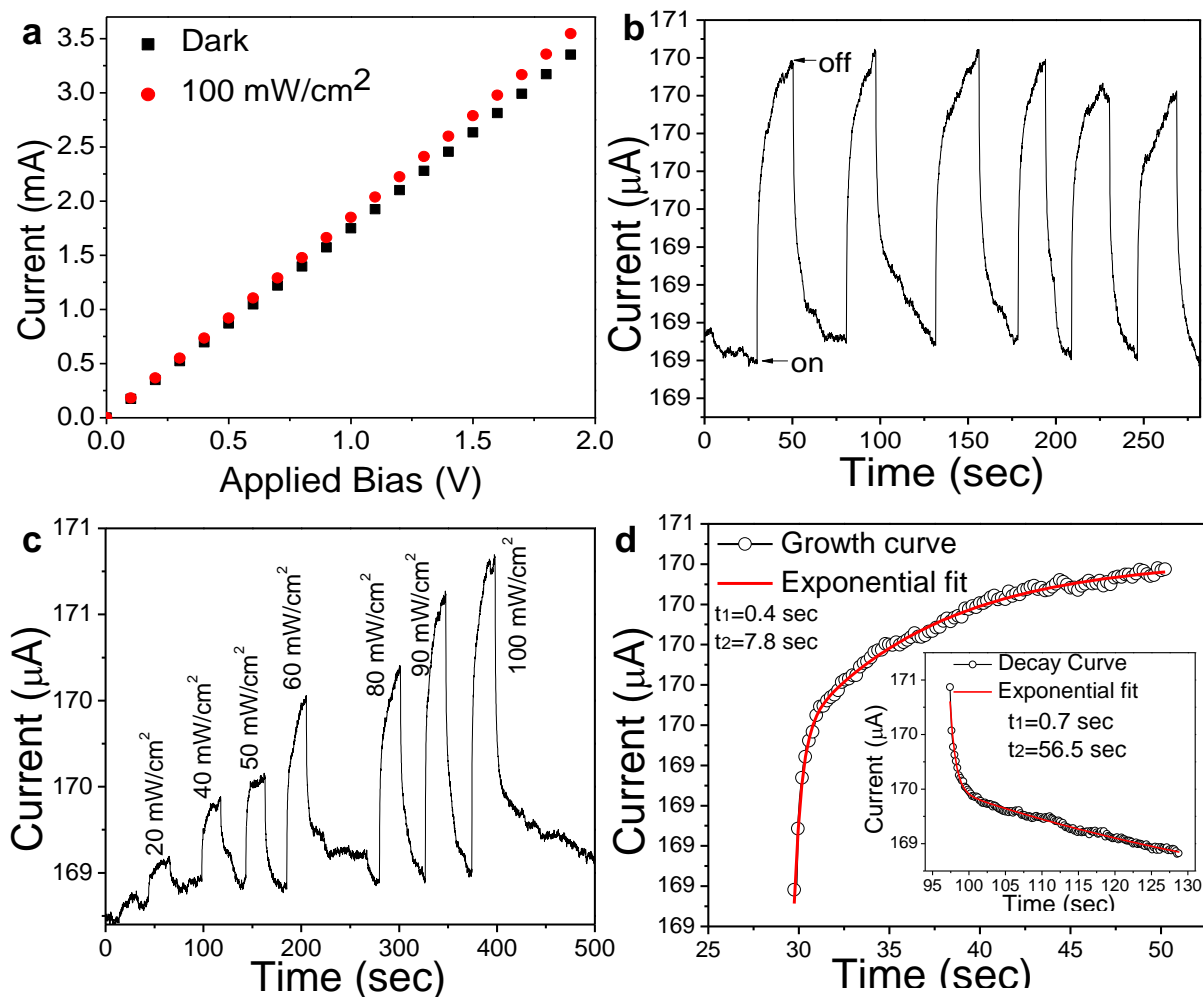 a
Dark
100 mW/cm²
3.5
3.0
2.5
2.0
1.5
1.0
0.5
0.0
Current (mA)
0.0 0.5 1.0 1.5 2.0
Applied Bias (V)
b
171
170
170
170
170
170
169
169
169
169
169
Current (μA)
off
on
0 50 100 150 200 250
Time (sec)
c
171
171
170
169
Current (μA)
20 mW/cm²
40 mW/cm²
50 mW/cm²
60 mW/cm²
80 mW/cm²
90 mW/cm²
100 mW/cm²
0 100 200 300 400 500
Time (sec)
d
Growth curve
Exponential fit
t1=0.4 sec
t2=7.8 sec
171
170
170
170
170
170
169
169
169
169
169
Current (μA)
25 30 35 40 45 50
Time (sec)
Decay Curve
Exponential fit
t1=0.7 sec
t2=56.5 sec
171
170
170
169
Current (μA)
95 100 105 110 115 120 125 130
Time (sec)